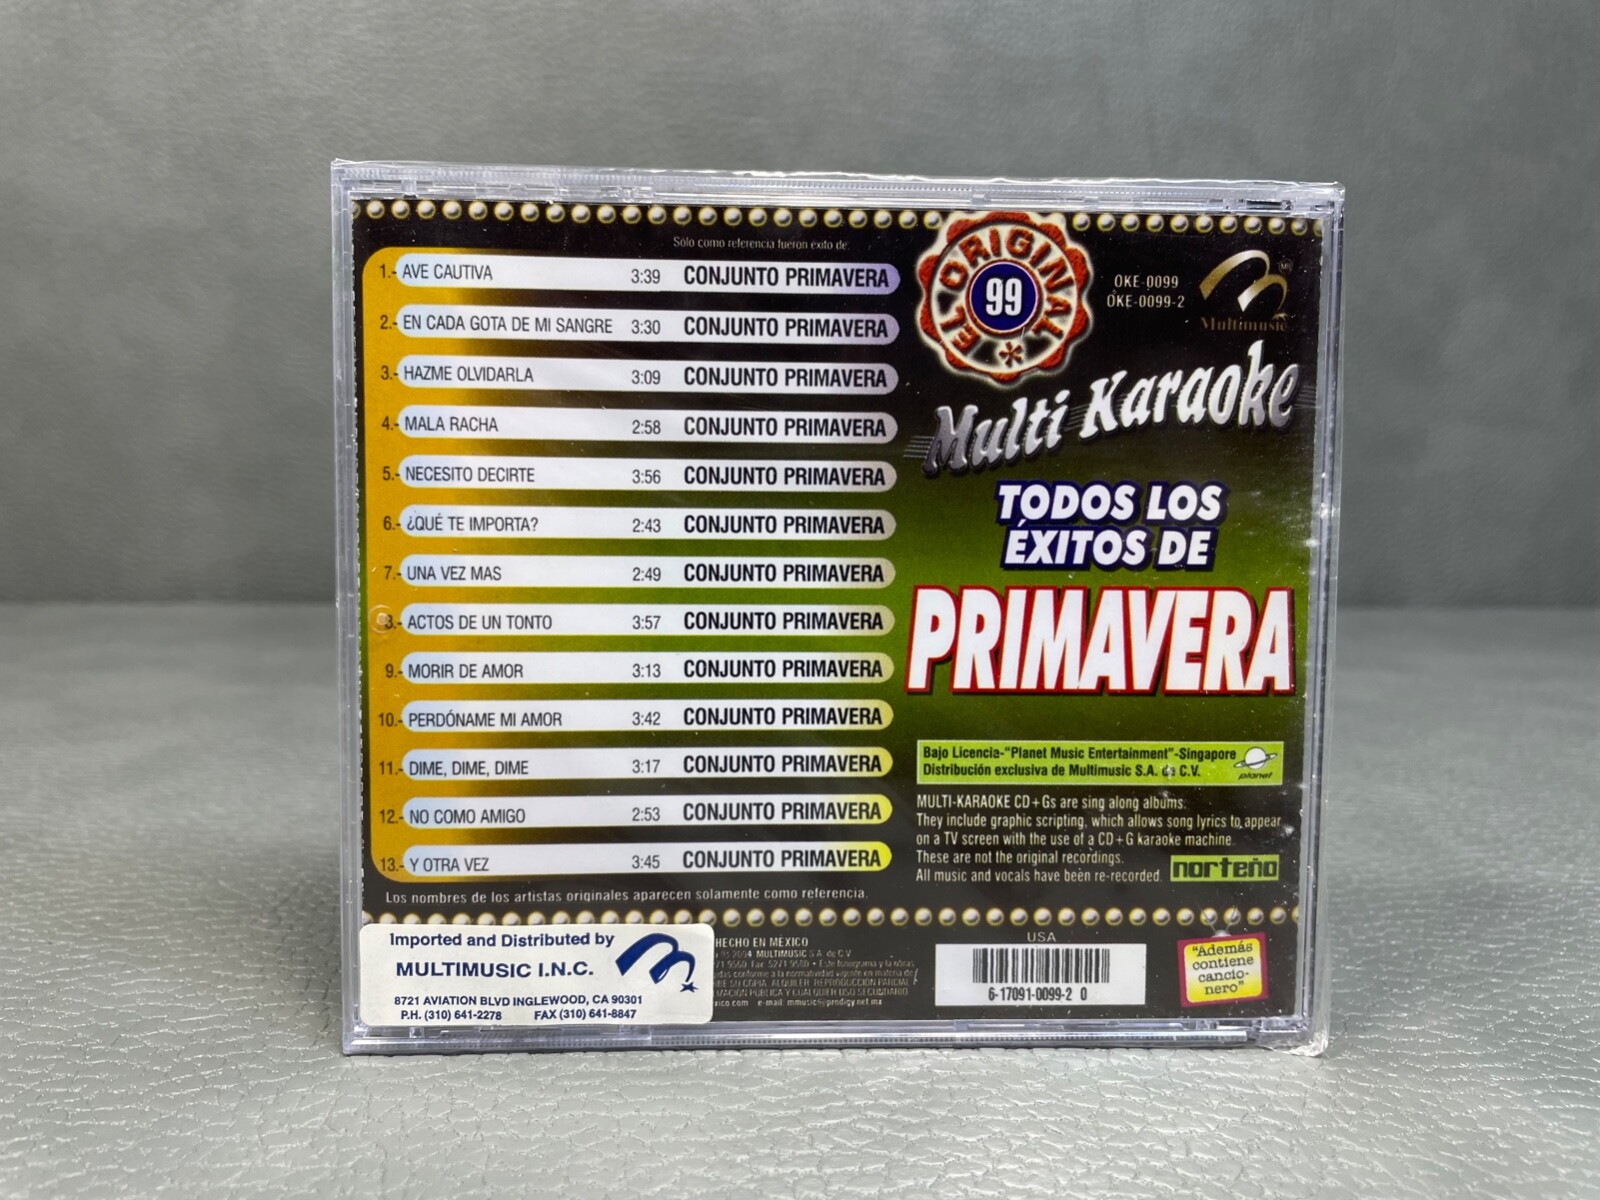 Sólo como referencia fueron éxito de:
1.- AVE CAUTIVA 3:39 CONJUNTO PRIMAVERA
2.- EN CADA GOTA DE MI SANGRE 3:30 CONJUNTO PRIMAVERA
3.- HAZME OLVIDARLA 3:09 CONJUNTO PRIMAVERA
4.- MALA RACHA 2:58 CONJUNTO PRIMAVERA
5.- NECESITO DECIRTE 3:56 CONJUNTO PRIMAVERA
6.- ¿QUÉ TE IMPORTA? 2:43 CONJUNTO PRIMAVERA
7.- UNA VEZ MAS 2:49 CONJUNTO PRIMAVERA
8.- ACTOS DE UN TONTO 3:57 CONJUNTO PRIMAVERA
9.- MORIR DE AMOR 3:13 CONJUNTO PRIMAVERA
10.- PERDÓNAME MI AMOR 3:42 CONJUNTO PRIMAVERA
11.- DIME, DIME, DIME 3:17 CONJUNTO PRIMAVERA
12.- NO COMO AMIGO 2:53 CONJUNTO PRIMAVERA
13.- Y OTRA VEZ 3:45 CONJUNTO PRIMAVERA
Los nombres de los artistas originales aparecen solamente como referencia.
EL ORIGINAL *
99
OKE-0099
OKE-0099-2
Multimusic
Multi Karaoke
TODOS LOS
ÉXITOS DE
PRIMAVERA
Bajo Licencia-"Planet Music Entertainment"-Singapore
Distribución exclusiva de Multimusic S.A. de C.V.
planet
MULTI-KARAOKE CD+Gs are sing along albums.
They include graphic scripting, which allows song lyrics to appear
on a TV screen with the use of a CD+G karaoke machine.
These are not the original recordings.
All music and vocals have been re-recorded.
norteño
Imported and Distributed by
MULTIMUSIC I.N.C.
8721 AVIATION BLVD INGLEWOOD, CA 90301
P.H. (310) 641-2278 FAX (310) 641-8847
HECHO EN MÉXICO
2004 MULTIMUSIC S.A. de C.V.
USA
6-17091-0099-2 0
"Además
contiene
cancio-
nero"